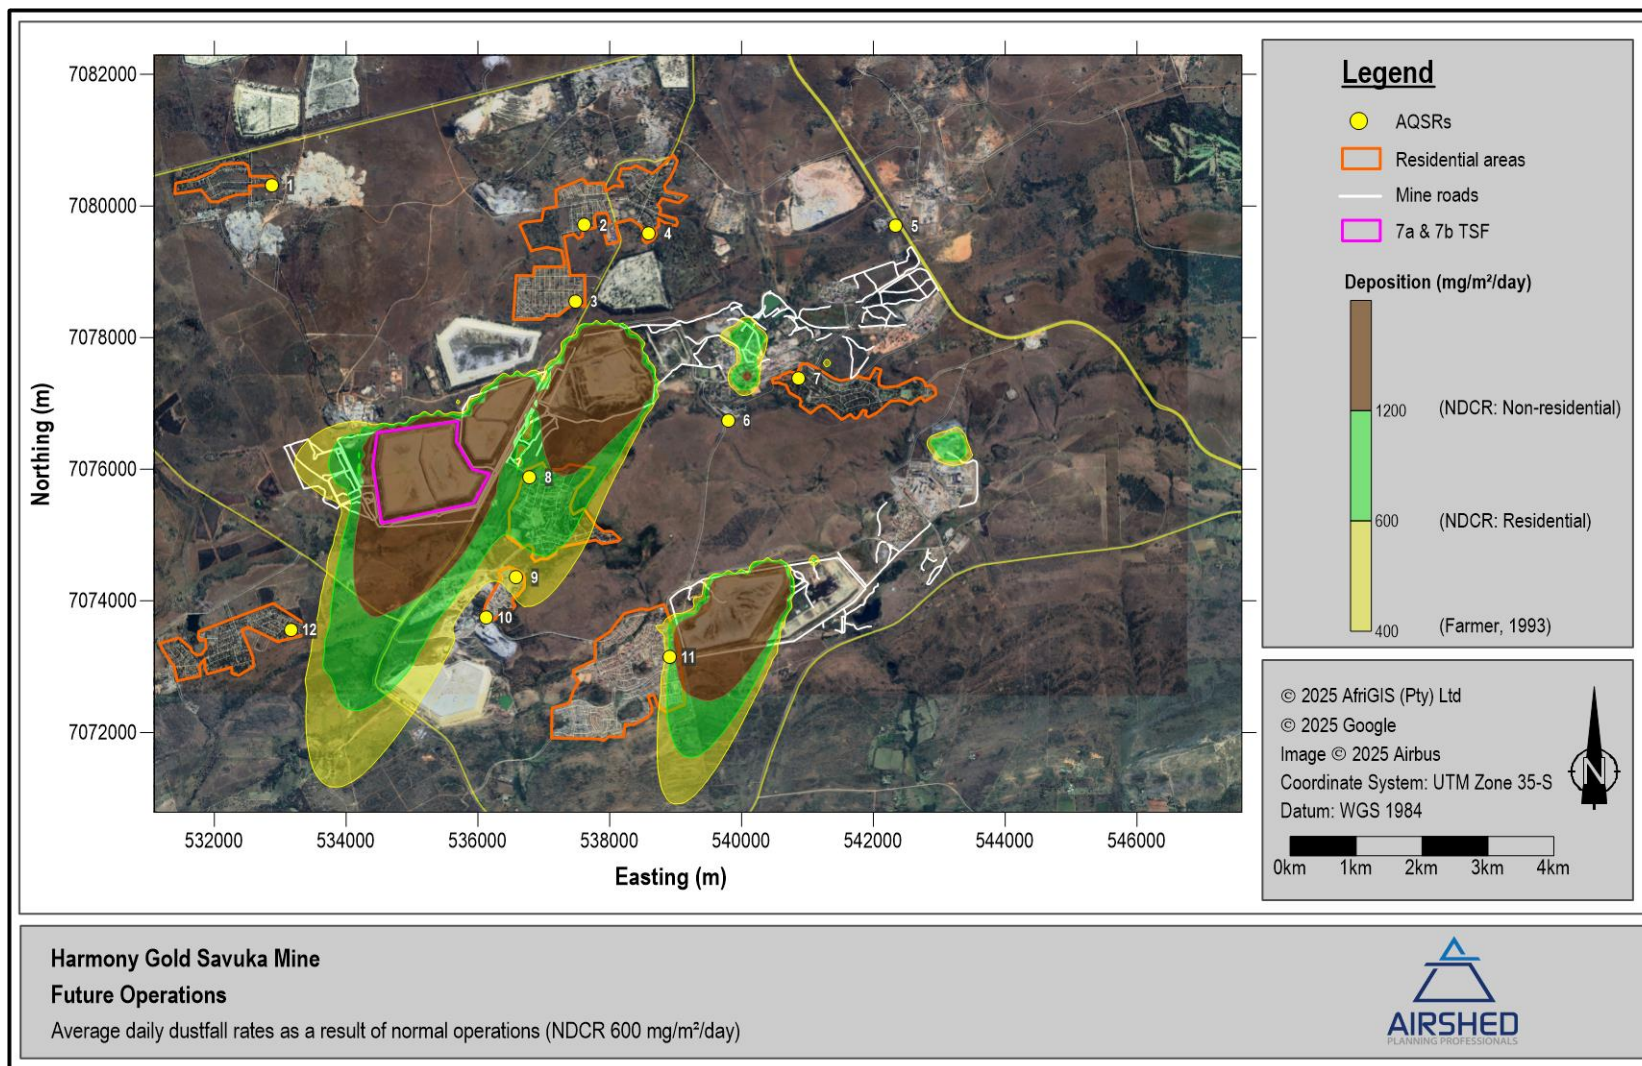 7082000
7080000
7078000
7076000
7074000
7072000
Northing (m)
1
2
3
4
5
6
7
8
9
10
11
12
532000
534000
536000
538000
540000
542000
544000
546000
Easting (m)
Legend
AQSRs
Residential areas
Mine roads
7a & 7b TSF
Deposition (mg/m²/day)
1200 (NDCR: Non-residential)
600 (NDCR: Residential)
400 (Farmer, 1993)
© 2025 AfriGIS (Pty) Ltd
© 2025 Google
Image © 2025 Airbus
Coordinate System: UTM Zone 35-S
Datum: WGS 1984
N
0km 1km 2km 3km 4km
Harmony Gold Savuka Mine
Future Operations
Average daily dustfall rates as a result of normal operations (NDCR 600 mg/m²/day)
AIRSHED
PLANNING PROFESSIONALS